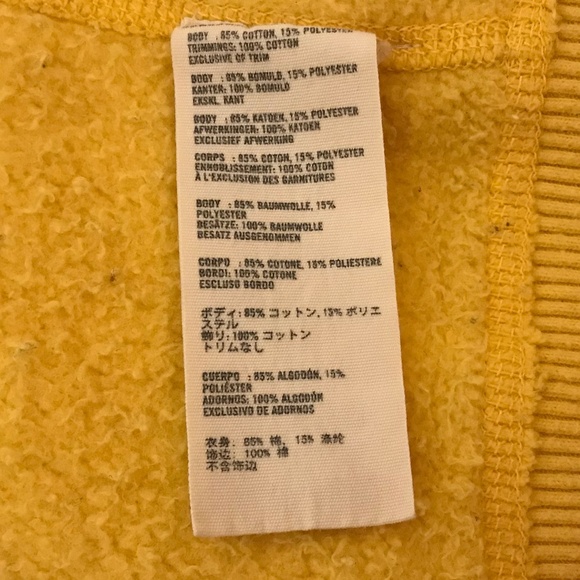 BODY : 85% COTTON, 15% POLYESTER
TRIMMINGS: 100% COTTON
EXCLUSIVE OF TRIM
BODY : 85% BOMULD, 15% POLYESTER
KANTER: 100% BOMULD
EKSKL. KANT
BODY : 85% KATOEN, 15% POLYESTER
AFWERKINGEN: 100% KATOEN
EXCLUSIEF AFWERKING
CORPS : 85% COTON, 15% POLYESTER
ENNOBLISSEMENT: 100% COTON
À L'EXCLUSION DES GARNITURES
BODY : 85% BAUMWOLLE, 15%
POLYESTER
BESÄTZE: 100% BAUMWOLLE
BESATZ AUSGENOMMEN
CORPO : 85% COTONE, 15% POLIESTERE
BORDI: 100% COTONE
ESCLUSO BORDO
ボディ: 85% コットン, 15% ポリエ
ステル
飾り: 100% コットン
トリムなし
CUERPO : 85% ALGODÓN, 15%
POLIÉSTER
ADORNOS: 100% ALGODÓN
EXCLUSIVO DE ADORNOS
衣身: 85% 棉, 15% 涤纶
饰边: 100% 棉
不含饰边